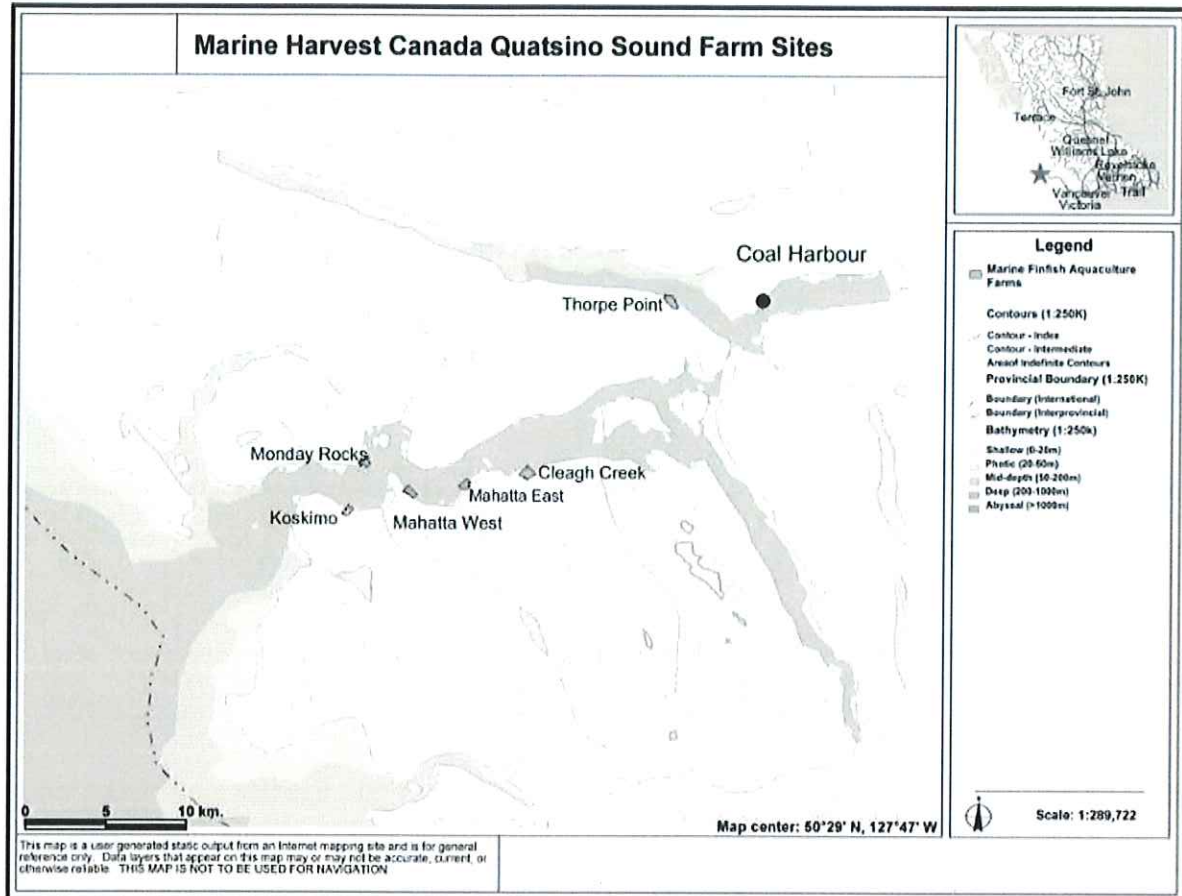 Marine Harvest Canada Quatsino Sound Farm Sites
Fort St. John
Terrace
Quesnel
Williams Lake
Revelstoke
Vernon
Vancouver
Trail
Victoria
Coal Harbour
Thorpe Point
Monday Rocks
Cleagh Creek
Mahatta East
Koskimo
Mahatta West
Legend
Marine Finfish Aquaculture
Farms
Contours (1:250K)
Contour - Index
Contour - Intermediate
Area of Indefinite Contours
Provincial Boundary (1:250K)
Boundary (International)
Boundary (Interprovincial)
Bathymetry (1:250k)
Shallow (0-20m)
Photic (20-50m)
Mid-depth (50-200m)
Deep (200-1000m)
Abyssal (>1000m)
0 5 10 km.
Map center: 50°29' N, 127°47' W
Scale: 1:289,722
This map is a user generated static output from an Internet mapping site and is for general
reference only. Data layers that appear on this map may or may not be accurate, current, or
otherwise reliable. THIS MAP IS NOT TO BE USED FOR NAVIGATION